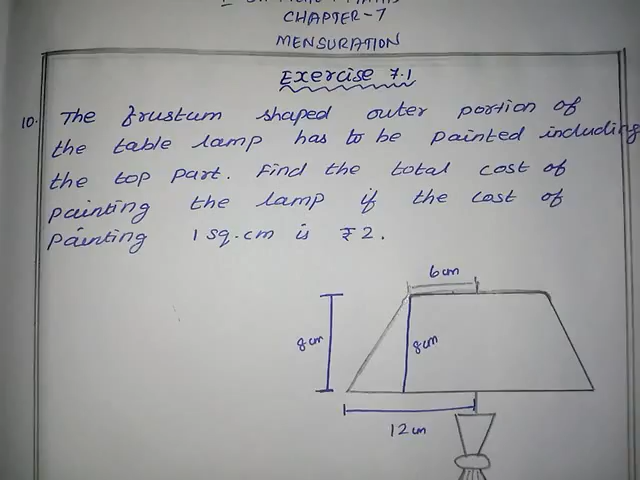 CHAPTER-7
MENSURATION
Exercise 7.1
10. The frustum shaped outer portion of
the table lamp has to be painted including
the top part. Find the total cost of
painting the lamp if the cost of
painting 1 sq.cm is ₹2.
6cm
8cm
8cm
12cm